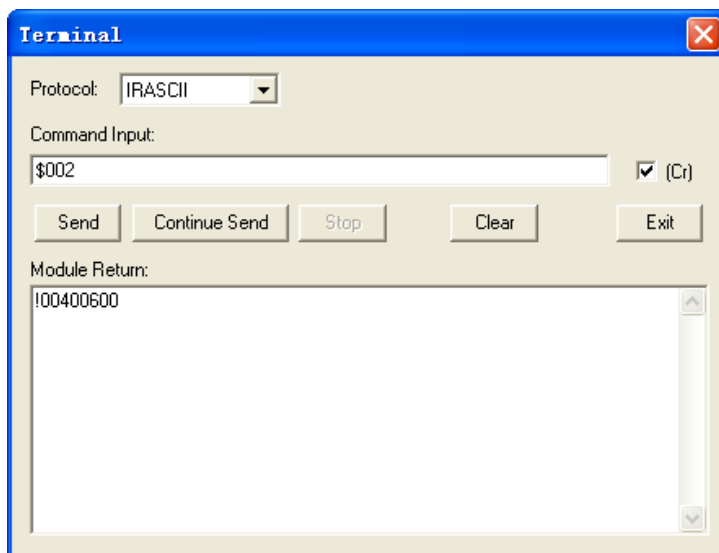 Terminal
Protocol: IRASCII
Command Input:
$002 (Cr)
Send Continue Send Stop Clear Exit
Module Return:
!00400600